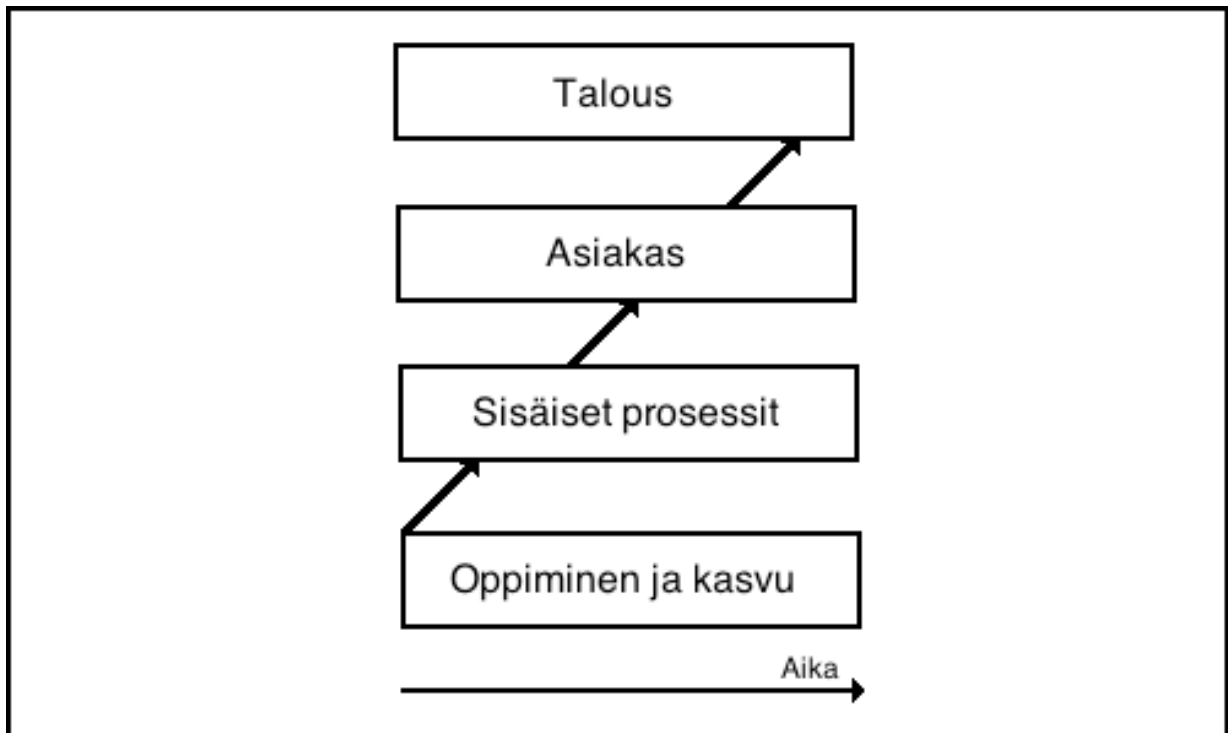 Talous
Asiakas
Sisäiset prosessit
Oppiminen ja kasvu
Aika